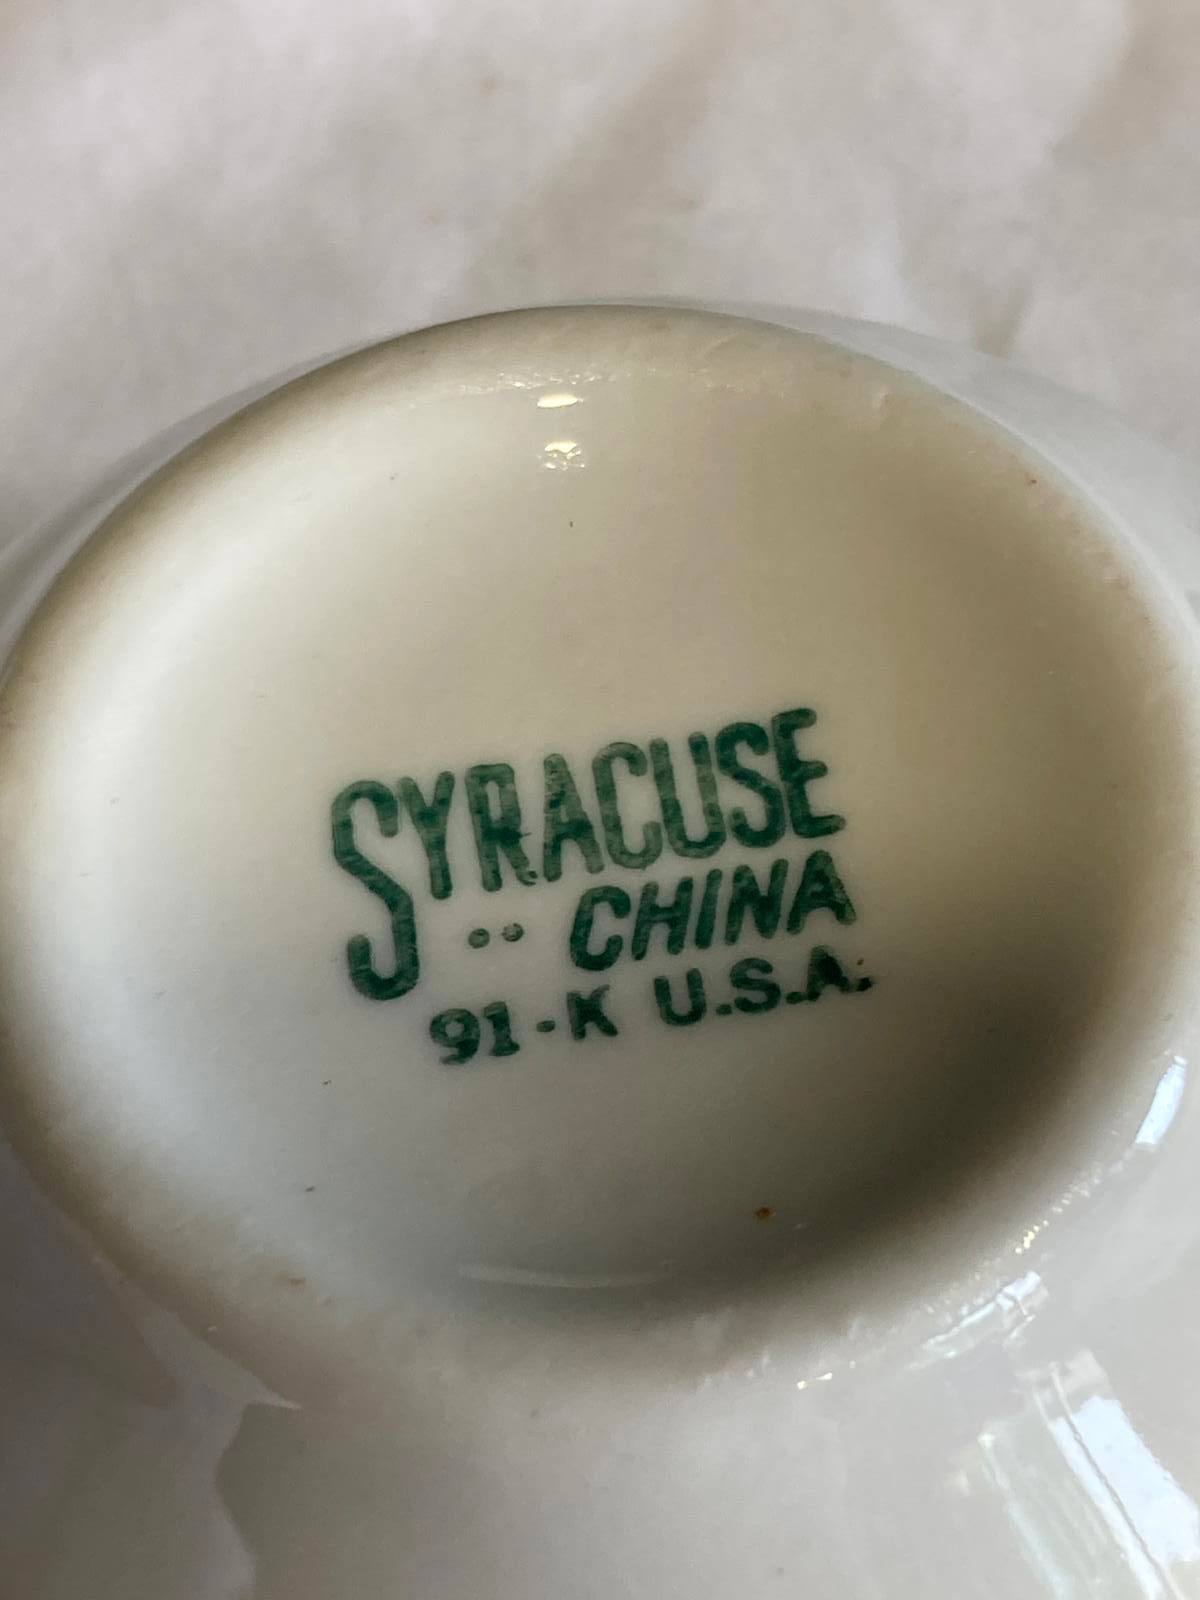 SYRACUSE
•• CHINA
91-K U.S.A.